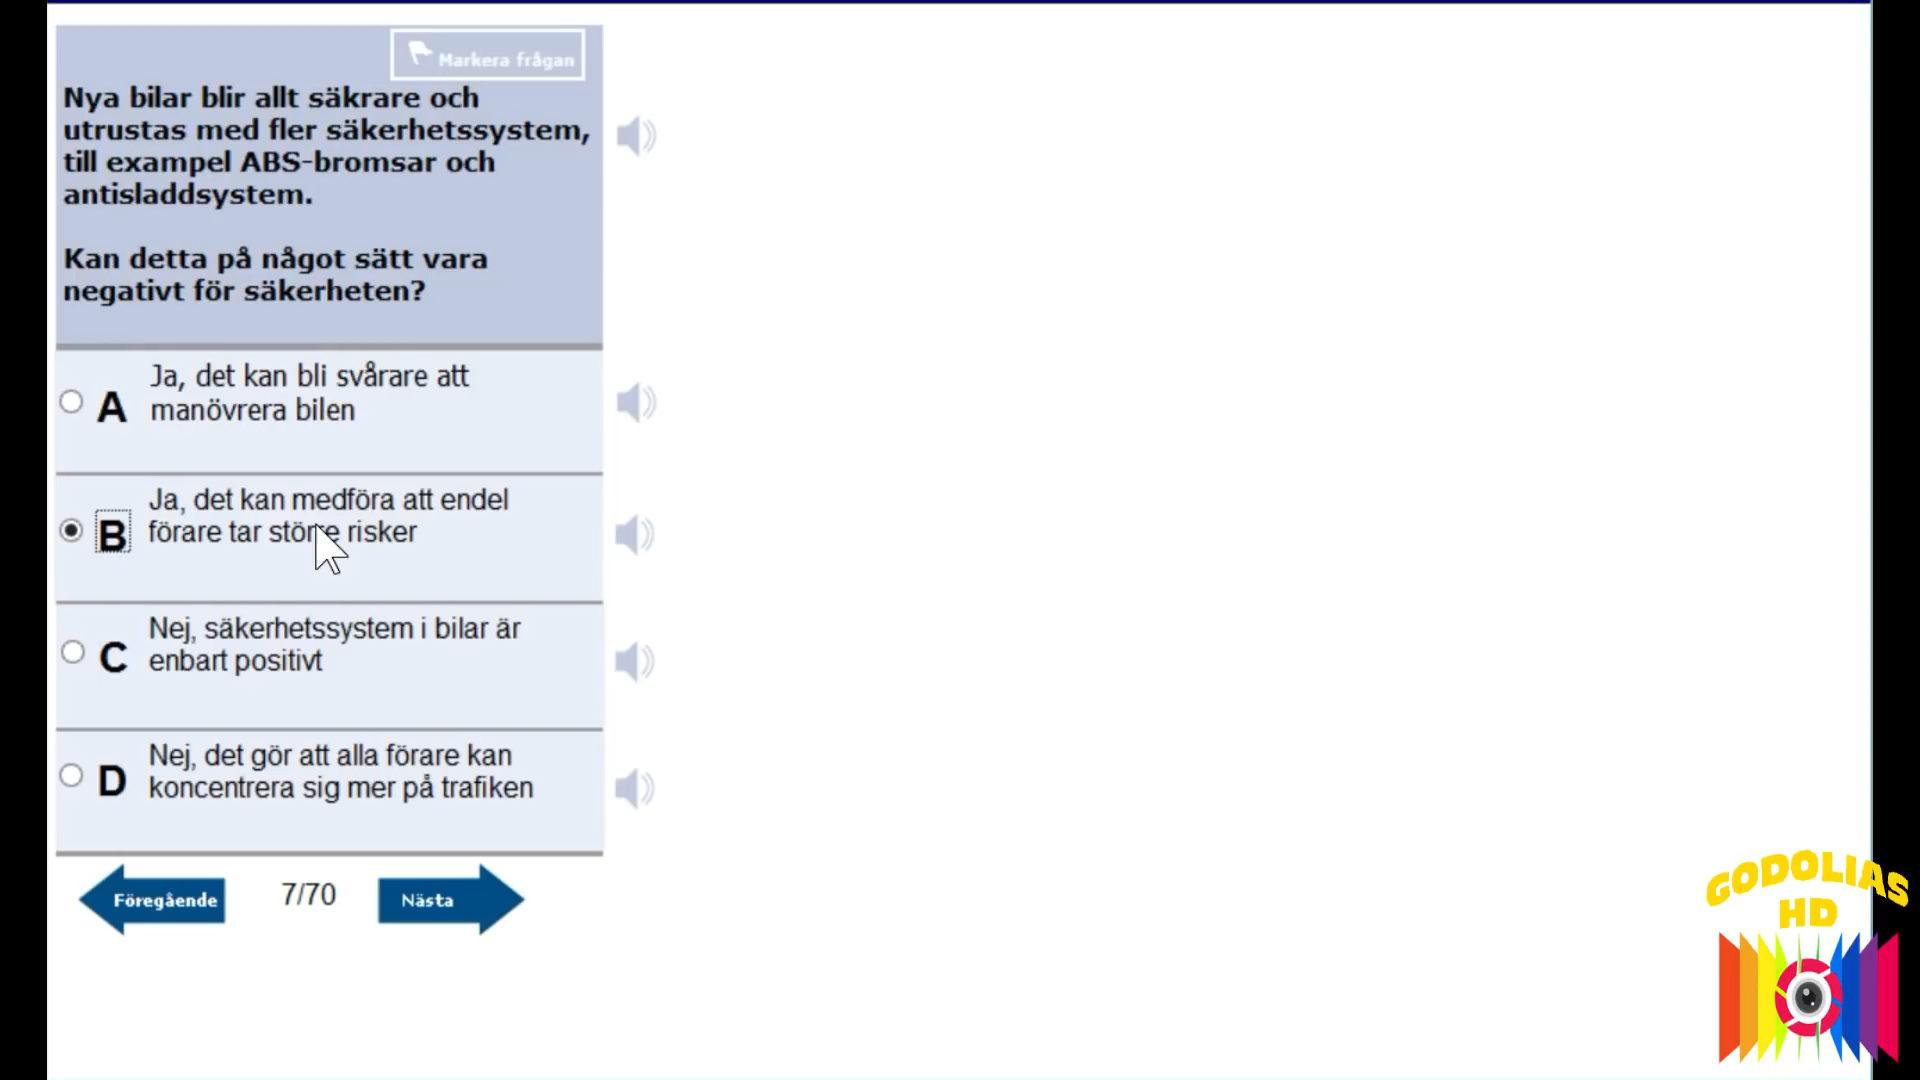 Markera frågan
Nya bilar blir allt säkrare och
utrustas med fler säkerhetssystem,
till exampel ABS-bromsar och
antisladdsystem.
Kan detta på något sätt vara
negativt för säkerheten?
A
Ja, det kan bli svårare att
manövrera bilen
B
Ja, det kan medföra att endel
förare tar större risker
C
Nej, säkerhetssystem i bilar är
enbart positivt
D
Nej, det gör att alla förare kan
koncentrera sig mer på trafiken
Föregående
7/70
Nästa
GODOLIAS
HD